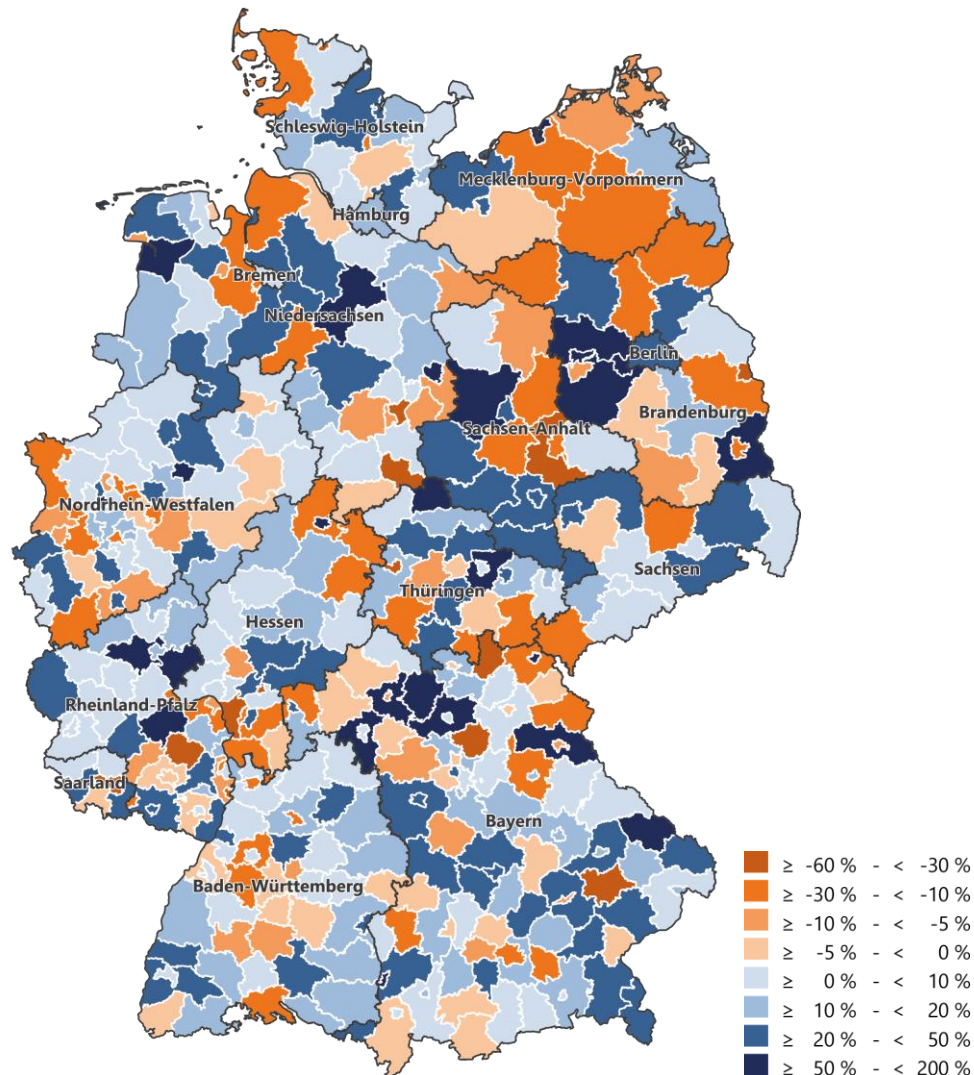 Schleswig-Holstein
Mecklenburg-Vorpommern
Hamburg
Bremen
Niedersachsen
Berlin
Brandenburg
Sachsen-Anhalt
Nordrhein-Westfalen
Sachsen
Thüringen
Hessen
Rheinland-Pfalz
Saarland
Bayern
Baden-Württemberg
≥ -60 % - < -30 %
≥ -30 % - < -10 %
≥ -10 % - < -5 %
≥ -5 % - < 0 %
≥ 0 % - < 10 %
≥ 10 % - < 20 %
≥ 20 % - < 50 %
≥ 50 % - < 200 %